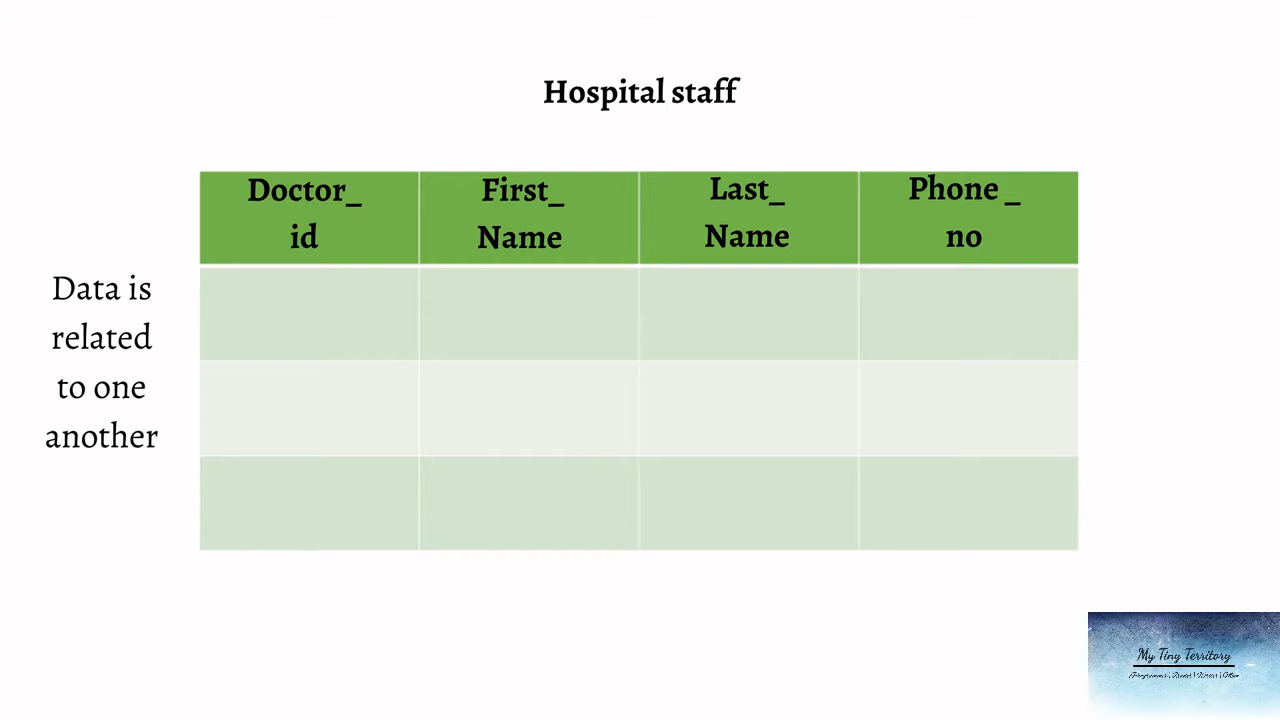 Hospital staff
Doctor_ First_ Last_ Phone _
id Name Name no
Data is
related
to one
another
My Tiny Territory